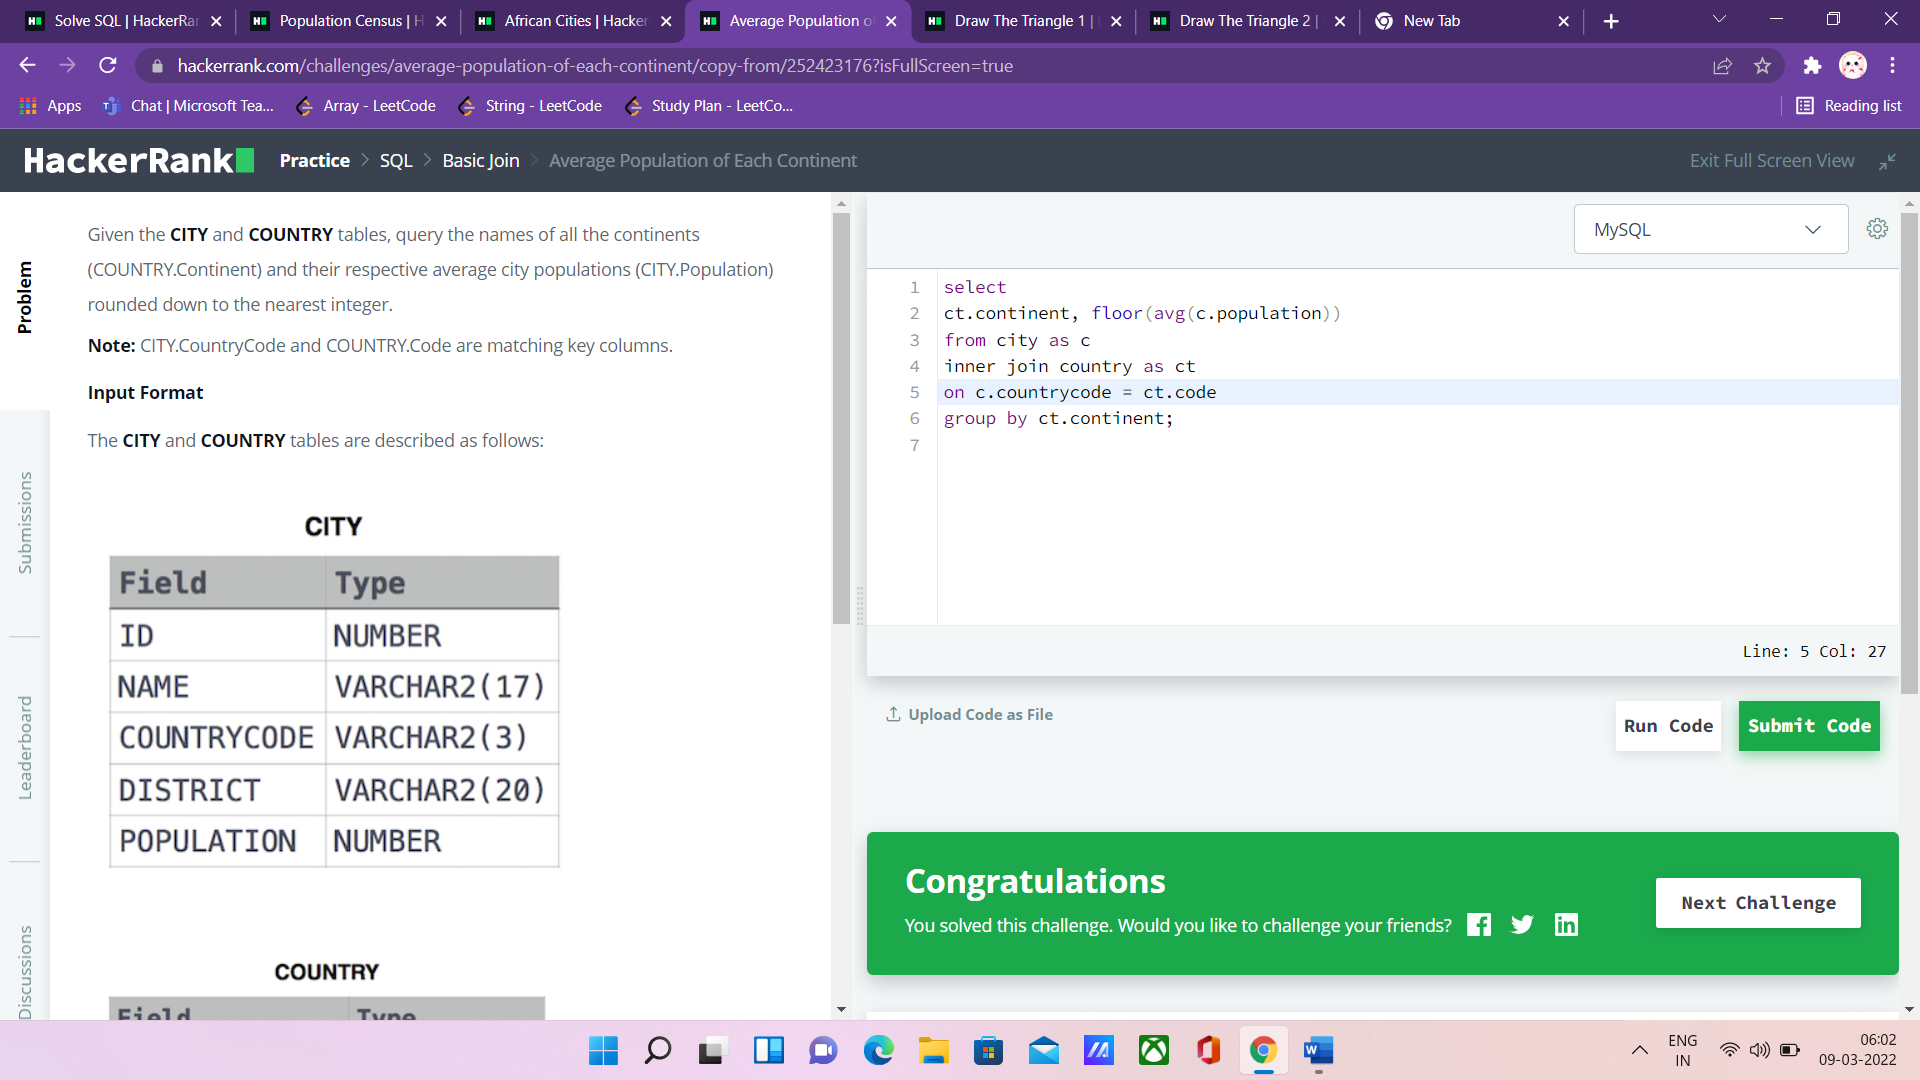 Solve SQL | HackerRar
Population Census | H
African Cities | Hacker
Average Population o
Draw The Triangle 1 |
Draw The Triangle 2 |
New Tab
hackerrank.com/challenges/average-population-of-each-continent/copy-from/252423176?isFullScreen=true
Apps
Chat | Microsoft Tea...
Array - LeetCode
String - LeetCode
Study Plan - LeetCo...
Reading list
HackerRank
Practice > SQL > Basic Join > Average Population of Each Continent
Exit Full Screen View
Problem
Submissions
Leaderboard
Discussions
Given the CITY and COUNTRY tables, query the names of all the continents
(COUNTRY.Continent) and their respective average city populations (CITY.Population)
rounded down to the nearest integer.
Note: CITY.CountryCode and COUNTRY.Code are matching key columns.
Input Format
The CITY and COUNTRY tables are described as follows:
CITY
Field Type
ID NUMBER
NAME VARCHAR2(17)
COUNTRYCODE VARCHAR2(3)
DISTRICT VARCHAR2(20)
POPULATION NUMBER
COUNTRY
Field Type
MySQL
1 select
2 ct.continent, floor(avg(c.population))
3 from city as c
4 inner join country as ct
5 on c.countrycode = ct.code
6 group by ct.continent;
7
Line: 5 Col: 27
Upload Code as File
Run Code
Submit Code
Congratulations
You solved this challenge. Would you like to challenge your friends?
Next Challenge
ENG
IN
06:02
09-03-2022